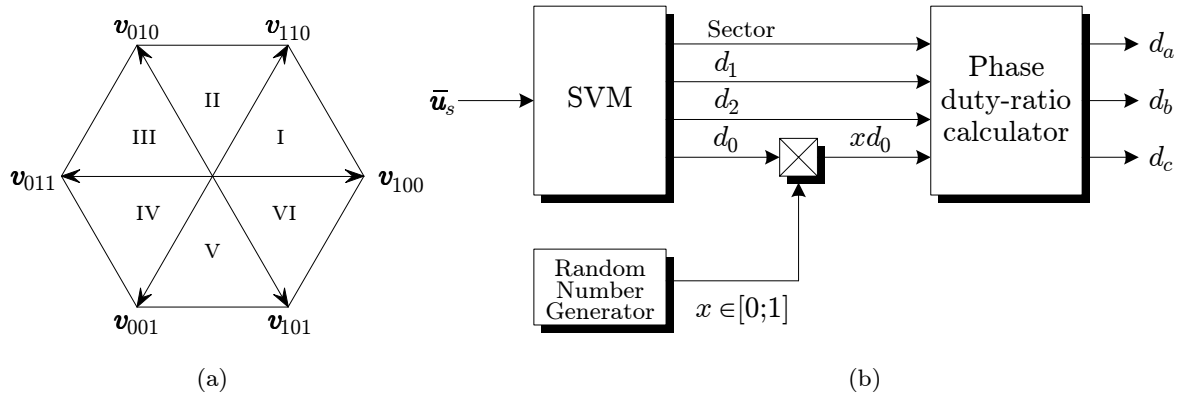 v010 v110
II
III I
v011 v100
IV VI
V
v001 v101
(a)
ūs
SVM
Sector
d1
d2
d0
xd0
Phase
duty-ratio
calculator
da
db
dc
Random
Number
Generator
x ∈[0;1]
(b)